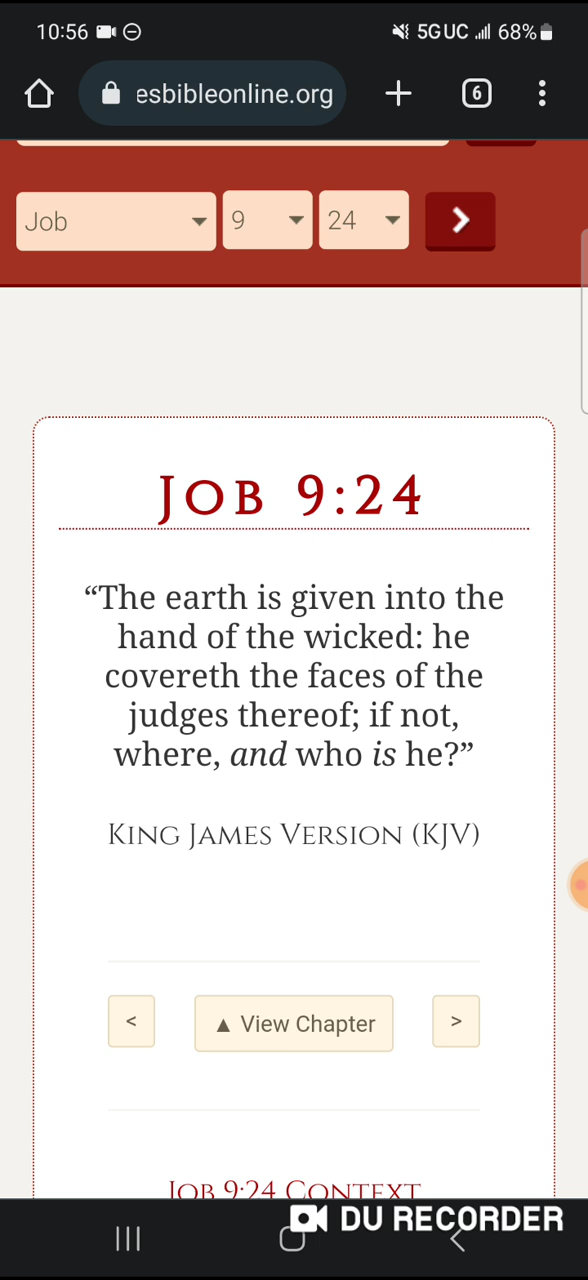 10:56 5G UC 68%
esbibleonline.org 6
Job 9 24
JOB 9:24
“The earth is given into the
hand of the wicked: he
covereth the faces of the
judges thereof; if not,
where, and who is he?”
KING JAMES VERSION (KJV)
< ▲ View Chapter >
JOB 9:24 CONTEXT
DU RECORDER